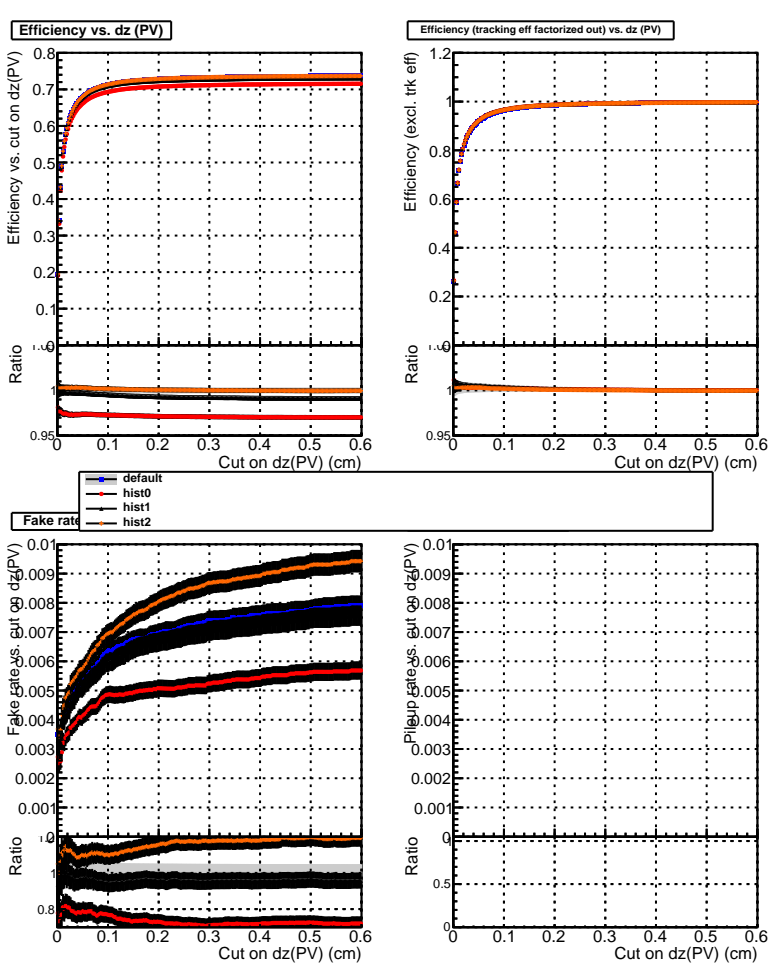 Efficiency vs. dz (PV)
Efficiency vs. cut on dz(PV)
0.8
0.7
0.6
0.5
0.4
0.3
0.2
0.1
0
Ratio
1
0.95
0 0.1 0.2 0.3 0.4 0.5 0.6
Cut on dz(PV) (cm)
Efficiency (tracking eff factorized out) vs. dz (PV)
Efficiency (excl. trk eff)
1.2
1
0.8
0.6
0.4
0.2
0
Ratio
1
0.95
0 0.1 0.2 0.3 0.4 0.5 0.6
Cut on dz(PV) (cm)
default
hist0
hist1
hist2
Fake rate
Fake rate vs. cut on dz(PV)
0.01
0.009
0.008
0.007
0.006
0.005
0.004
0.003
0.002
0.001
0
Ratio
1
0.8
0 0.1 0.2 0.3 0.4 0.5 0.6
Cut on dz(PV) (cm)
Pileup rate vs. cut on dz(PV)
0.01
0.009
0.008
0.007
0.006
0.005
0.004
0.003
0.002
0.001
0
Ratio
0.5
0
0 0.1 0.2 0.3 0.4 0.5 0.6
Cut on dz(PV) (cm)